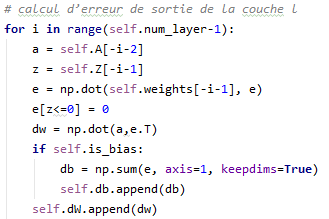 # calcul d’erreur de sortie de la couche l
for i in range(self.num_layer-1):
    a = self.A[-i-2]
    z = self.Z[-i-1]
    e = np.dot(self.weights[-i-1], e)
    e[z<=0] = 0
    dw = np.dot(a,e.T)
    if self.is_bias:
        db = np.sum(e, axis=1, keepdims=True)
        self.db.append(db)
    self.dW.append(dw)